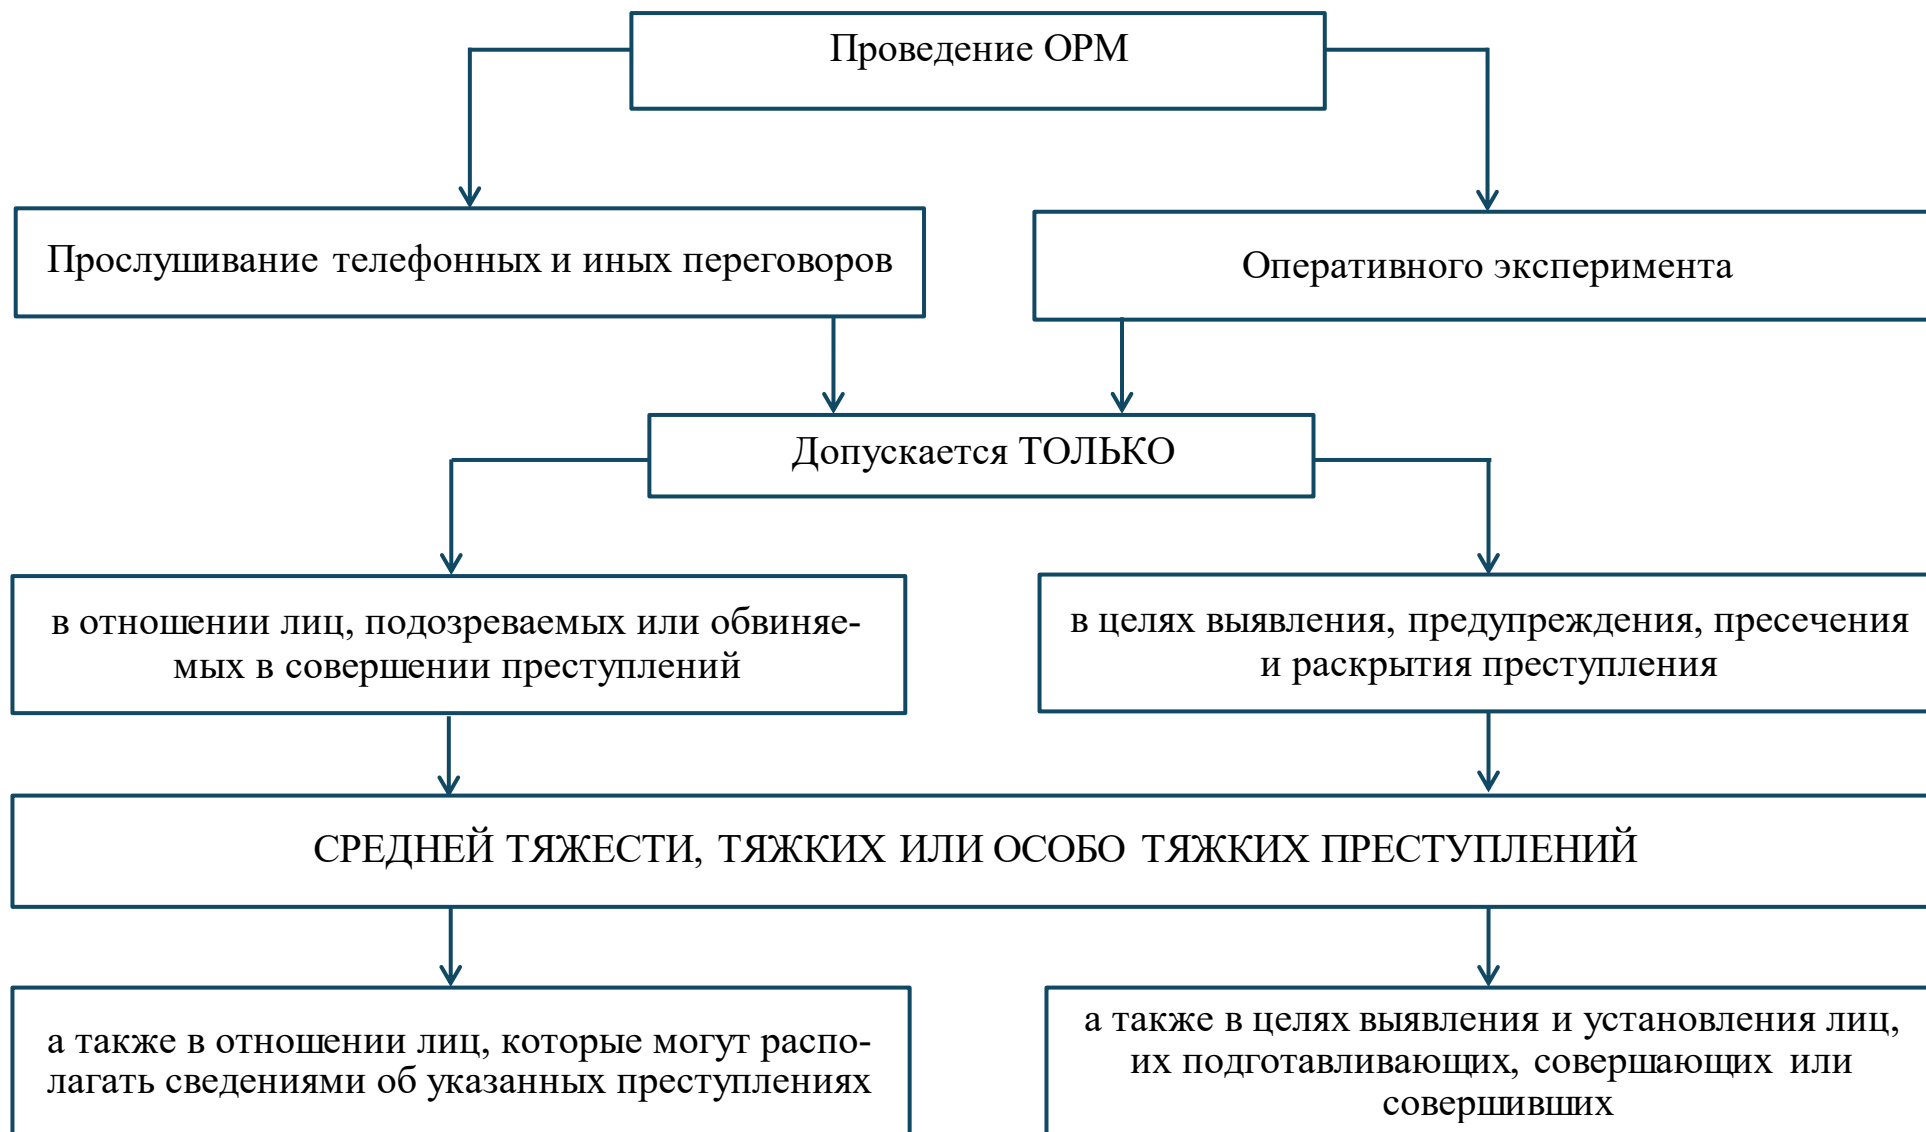 Проведение ОРМ
Прослушивание телефонных и иных переговоров
Оперативного эксперимента
Допускается ТОЛЬКО
в отношении лиц, подозреваемых или обвиняе-
мых в совершении преступлений
в целях выявления, предупреждения, пресечения
и раскрытия преступления
СРЕДНЕЙ ТЯЖЕСТИ, ТЯЖКИХ ИЛИ ОСОБО ТЯЖКИХ ПРЕСТУПЛЕНИЙ
а также в отношении лиц, которые могут распо-
лагать сведениями об указанных преступлениях
а также в целях выявления и установления лиц,
их подготавливающих, совершающих или
совершивших